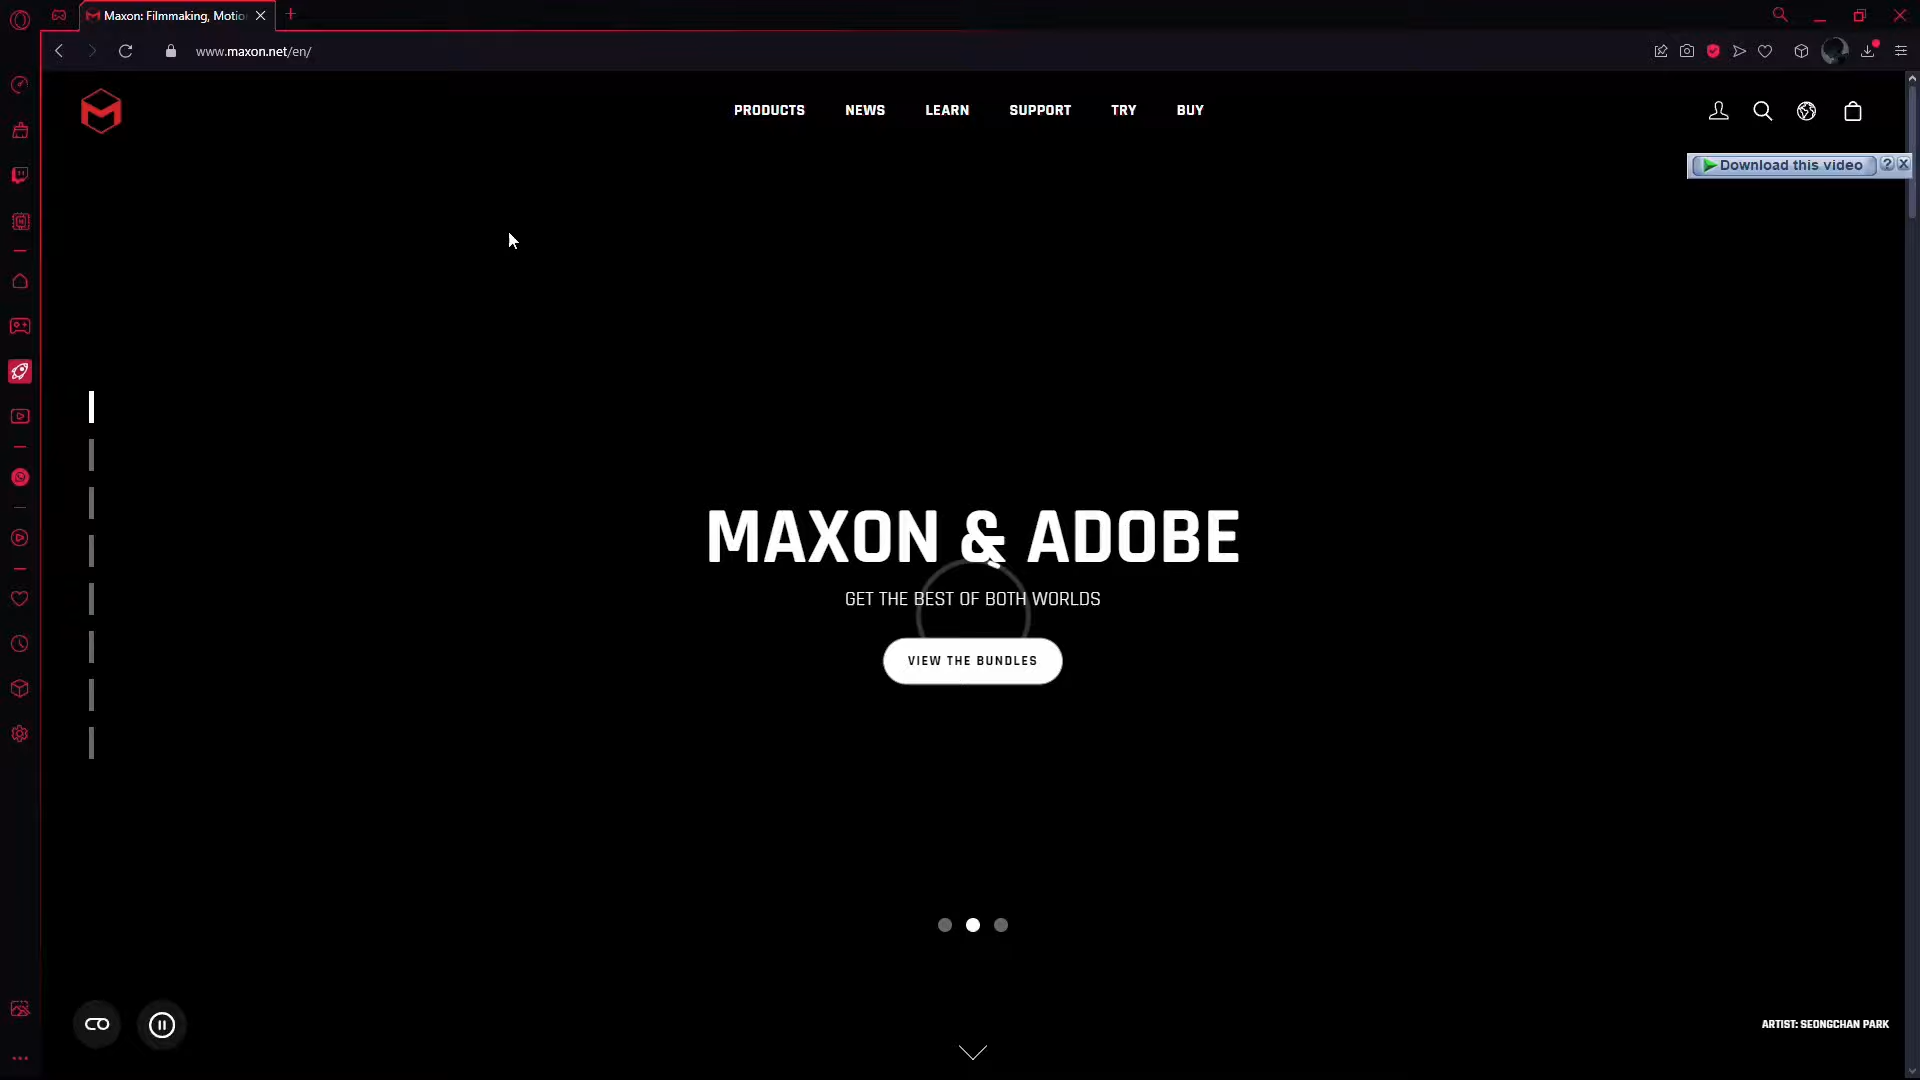 Maxon: Filmmaking, Motio
www.maxon.net/en/
PRODUCTS NEWS LEARN SUPPORT TRY BUY
Download this video
MAXON & ADOBE
GET THE BEST OF BOTH WORLDS
VIEW THE BUNDLES
ARTIST: SEONGCHAN PARK